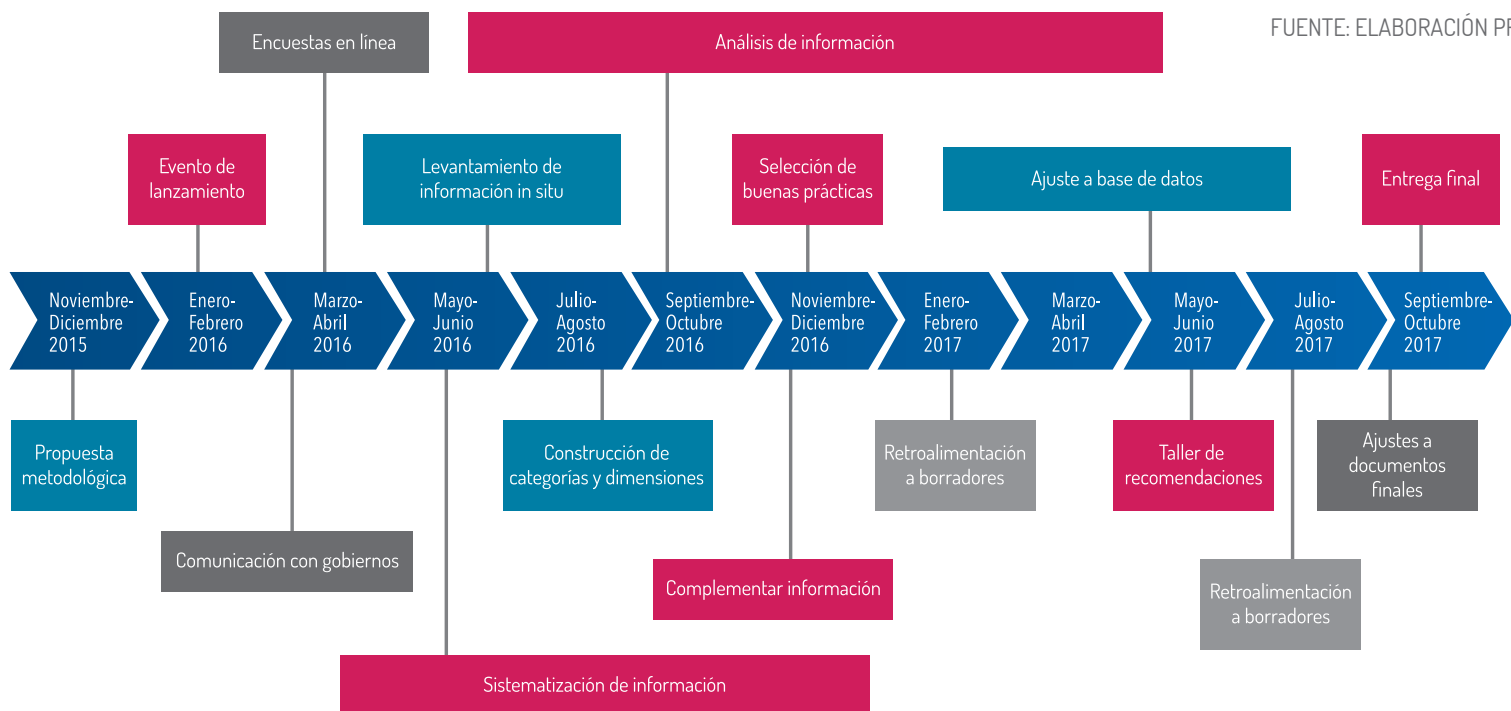 Encuestas en línea
Análisis de información
FUENTE: ELABORACIÓN
Evento de
lanzamiento
Levantamiento de
información in situ
Selección de
buenas prácticas
Ajuste a base de datos
Entrega final
Noviembre-
Diciembre
2015
Enero-
Febrero
2016
Marzo-
Abril
2016
Mayo-
Junio
2016
Julio-
Agosto
2016
Septiembre-
Octubre
2016
Noviembre-
Diciembre
2016
Enero-
Febrero
2017
Marzo-
Abril
2017
Mayo-
Junio
2017
Julio-
Agosto
2017
Septiembre-
Octubre
2017
Propuesta
metodológica
Construcción de
categorías y dimensiones
Retroalimentación
a borradores
Taller de
recomendaciones
Ajustes a
documentos
finales
Comunicación con gobiernos
Complementar información
Retroalimentación
a borradores
Sistematización de información